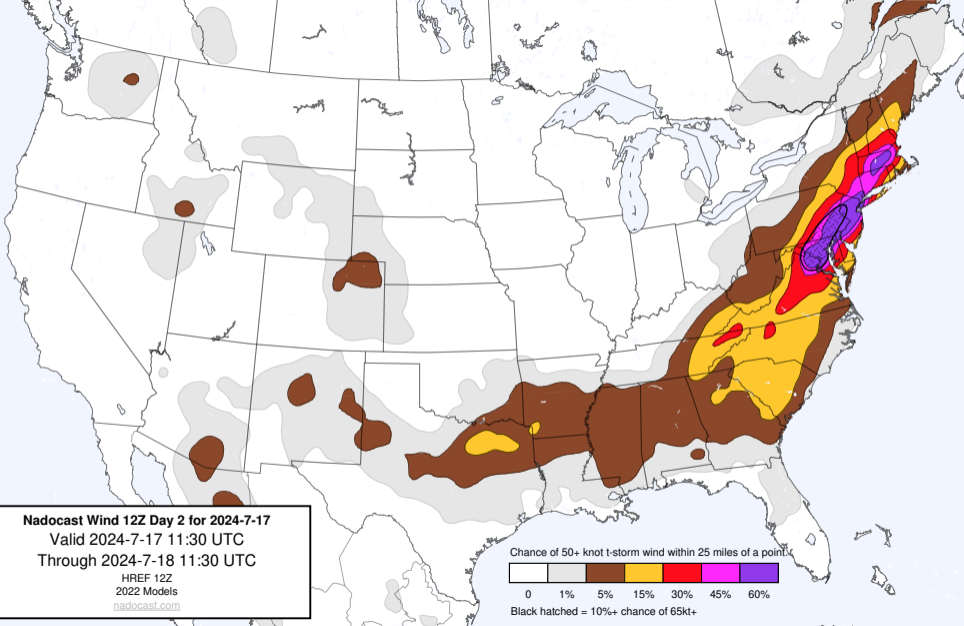 Nadocast Wind 12Z Day 2 for 2024-7-17
Valid 2024-7-17 11:30 UTC
Through 2024-7-18 11:30 UTC
HREF 12Z
2022 Models
nadocast.com
Chance of 50+ knot t-storm wind within 25 miles of a point.
0 1% 5% 15% 30% 45% 60%
Black hatched = 10%+ chance of 65kt+